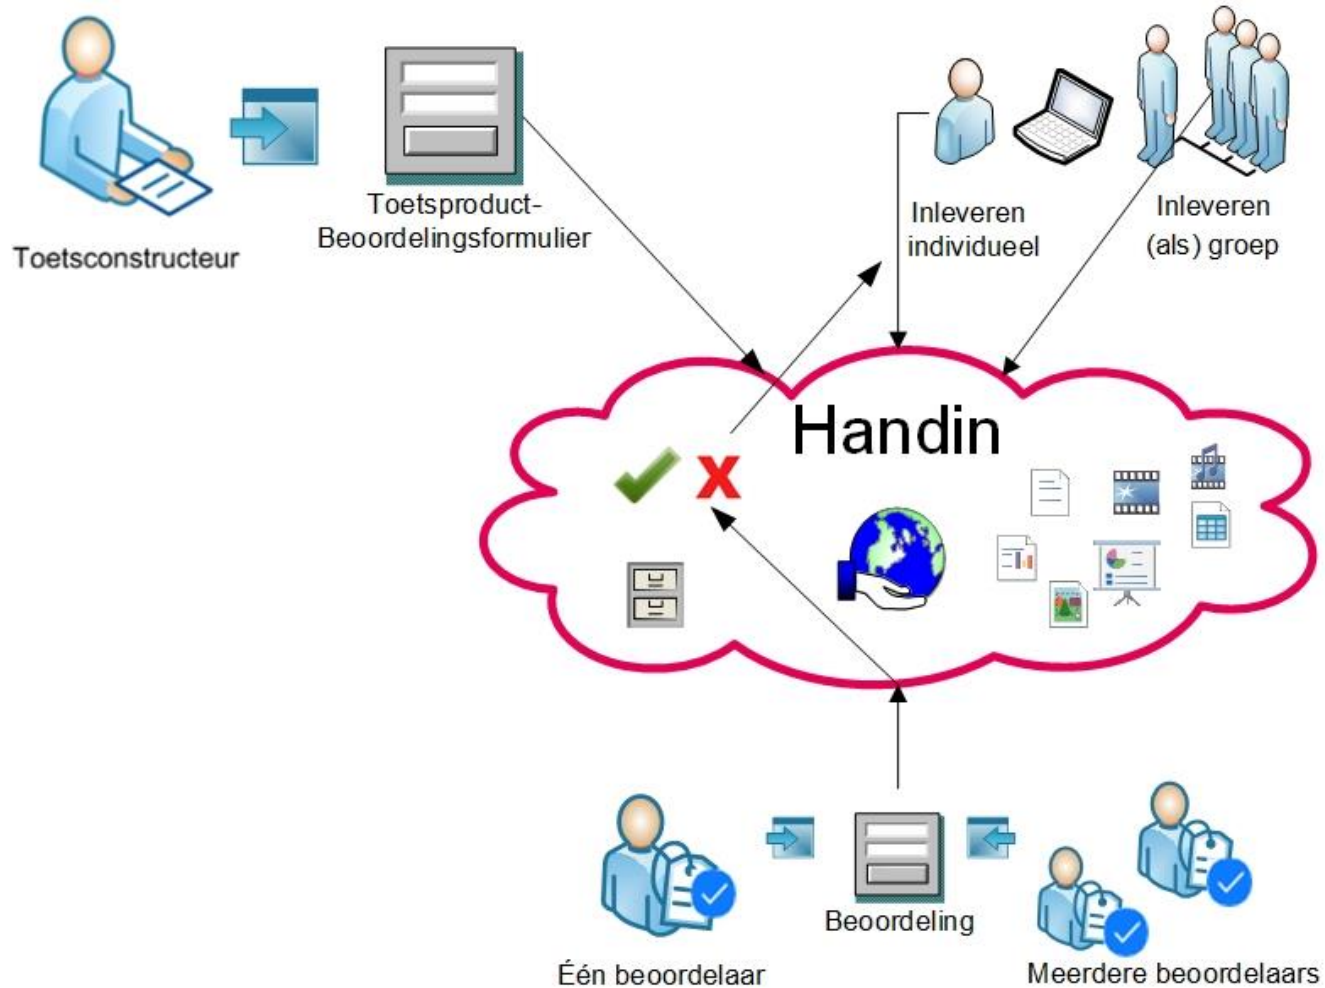 Toetsconstructeur
Toetsproduct-
Beoordelingsformulier
Inleveren
individueel
Inleveren
(als) groep
Handin
Beoordeling
Één beoordelaar
Meerdere beoordelaars